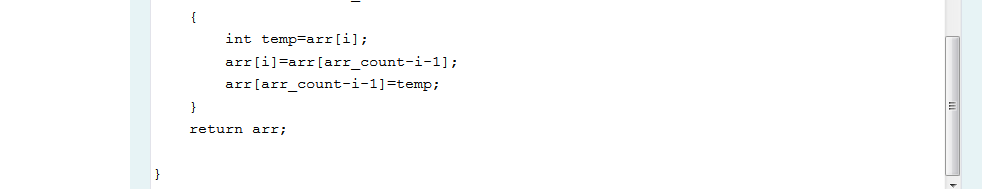 {
int temp=arr[i];
arr[i]=arr[arr_count-i-1];
arr[arr_count-i-1]=temp;
}
return arr;
}